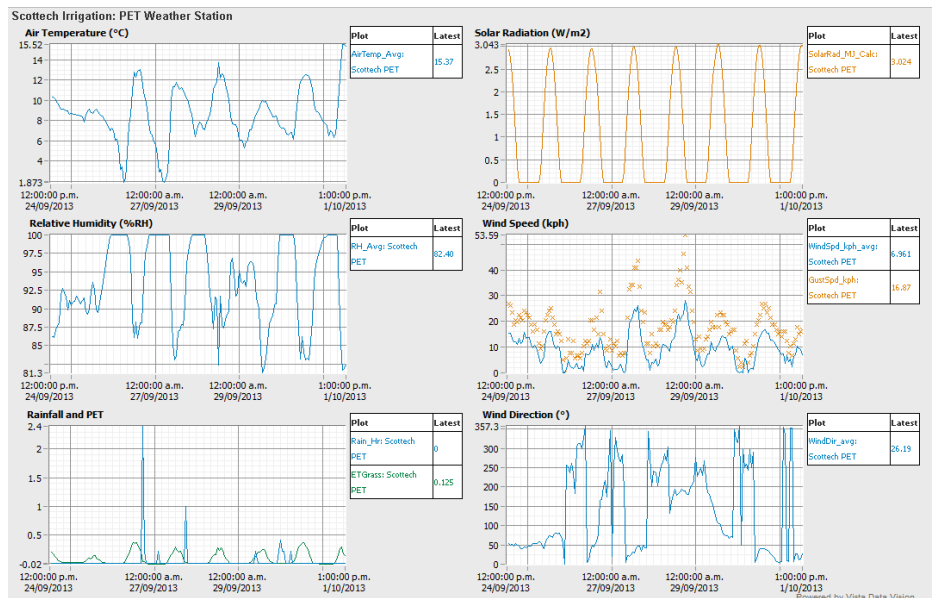 Scottech Irrigation: PET Weather Station
Air Temperature (°C)
15.52
14
12
10
8
6
4
1.873
12:00:00 p.m.
24/09/2013
12:00:00 a.m.
27/09/2013
12:00:00 a.m.
29/09/2013
1:00:00 p.m.
1/10/2013
Plot Latest
AirTemp_Avg: Scottech PET 15.37
Solar Radiation (W/m2)
3.043
2.5
2
1.5
1
0.5
0
12:00:00 p.m.
24/09/2013
12:00:00 a.m.
27/09/2013
12:00:00 a.m.
29/09/2013
1:00:00 p.m.
1/10/2013
Plot Latest
SolarRad_MJ_Calc: Scottech PET 3.024
Relative Humidity (%RH)
100
97.5
95
92.5
90
87.5
85
81.3
12:00:00 p.m.
24/09/2013
12:00:00 a.m.
27/09/2013
12:00:00 a.m.
29/09/2013
1:00:00 p.m.
1/10/2013
Plot Latest
RH_Avg: Scottech PET 82.40
Wind Speed (kph)
53.59
40
30
20
10
0
12:00:00 p.m.
24/09/2013
12:00:00 a.m.
27/09/2013
12:00:00 a.m.
29/09/2013
1:00:00 p.m.
1/10/2013
Plot Latest
WindSpd_kph_avg: Scottech PET 6.961
GustSpd_kph: Scottech PET 16.87
Rainfall and PET
2.4
2
1.5
1
0.5
-0.02
12:00:00 p.m.
24/09/2013
12:00:00 a.m.
27/09/2013
12:00:00 a.m.
29/09/2013
1:00:00 p.m.
1/10/2013
Plot Latest
Rain_Hr: Scottech PET 0
ETGrass: Scottech PET 0.125
Wind Direction (°)
357.3
300
250
200
150
100
50
0
12:00:00 p.m.
24/09/2013
12:00:00 a.m.
27/09/2013
12:00:00 a.m.
29/09/2013
1:00:00 p.m.
1/10/2013
Plot Latest
WindDir_avg: Scottech PET 26.19
Powered by Vista Data Vision